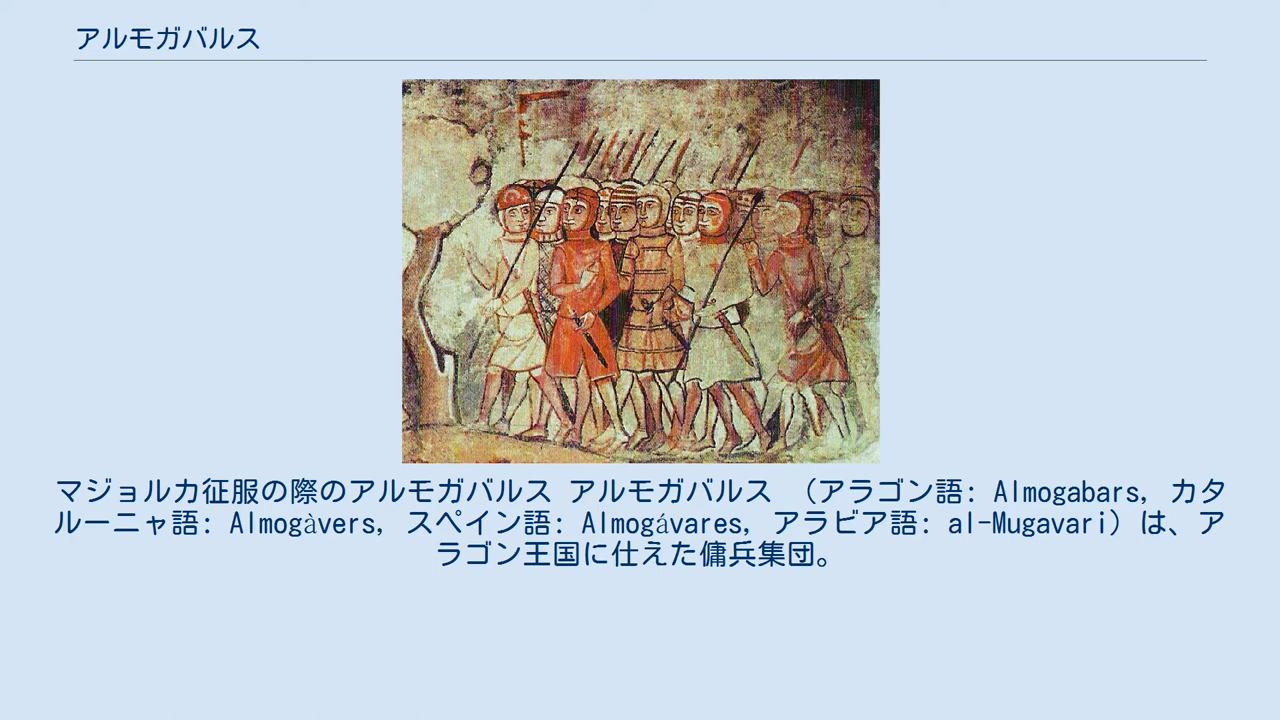 アルモガバルス
マジョルカ征服の際のアルモガバルス アルモガバルス （アラゴン語: Almogabars, カタ
ルーニャ語: Almogàvers, スペイン語: Almogávares, アラビア語: al-Mugavari）は、ア
ラゴン王国に仕えた傭兵集団。